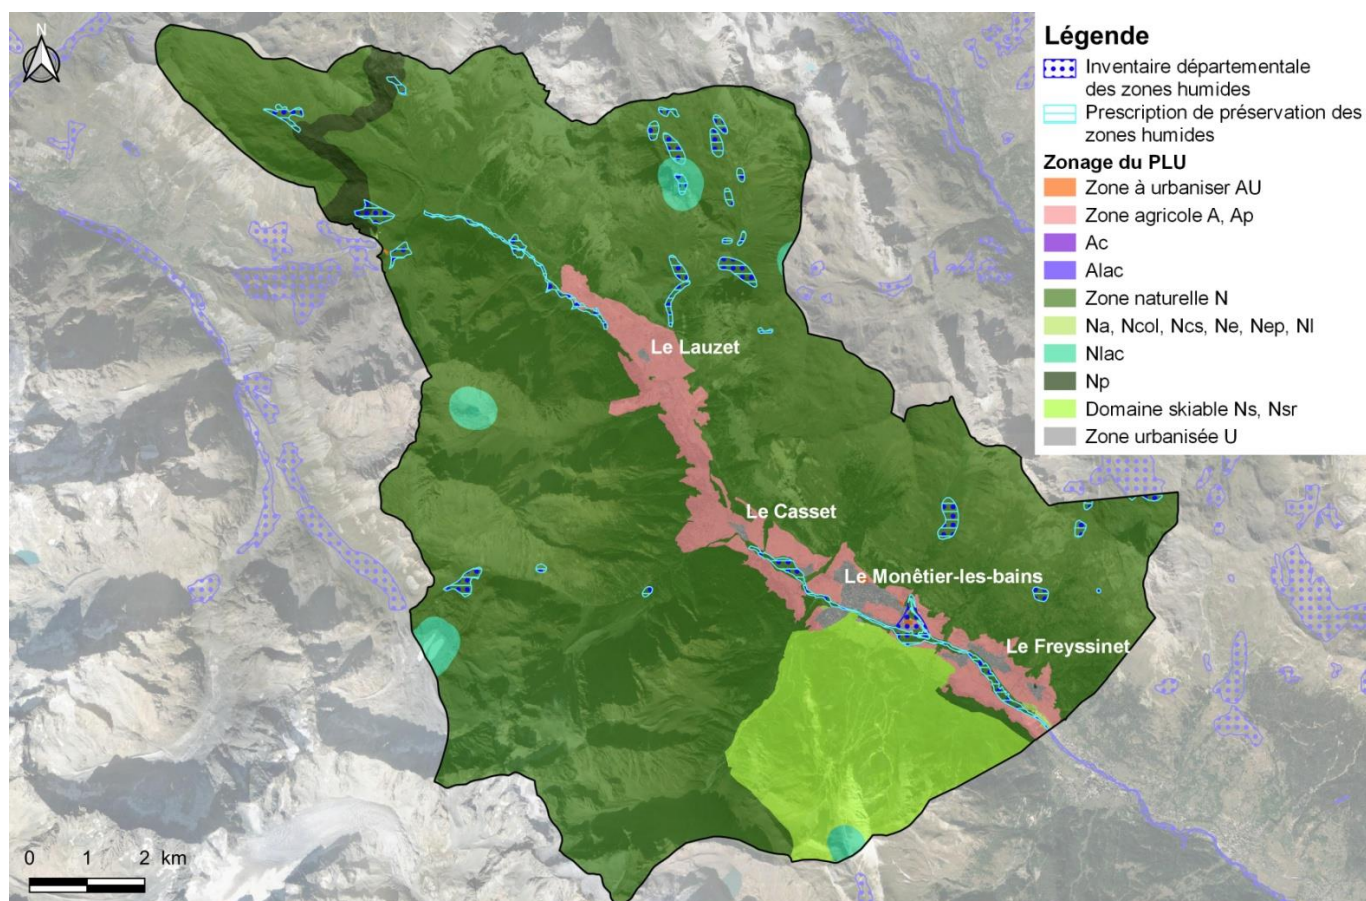 N
Légende
Inventaire départementale
des zones humides
Prescription de préservation des
zones humides
Zonage du PLU
Zone à urbaniser AU
Zone agricole A, Ap
Ac
Alac
Zone naturelle N
Na, Ncol, Ncs, Ne, Nep, Nl
Nlac
Np
Domaine skiable Ns, Nsr
Zone urbanisée U
Le Lauzet
Le Casset
Le Monêtier-les-bains
Le Freyssinet
0 1 2 km